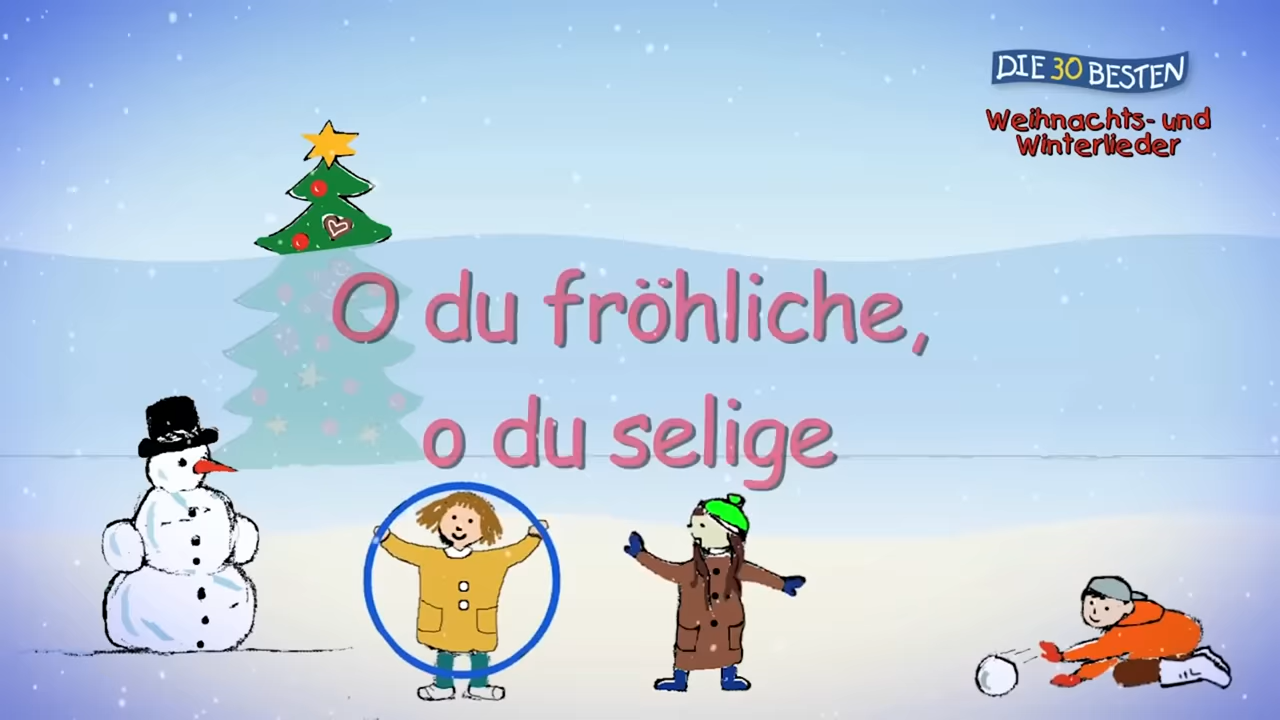 DIE 30 BESTEN
Weihnachts- und
Winterlieder
O du fröhliche,
o du selige